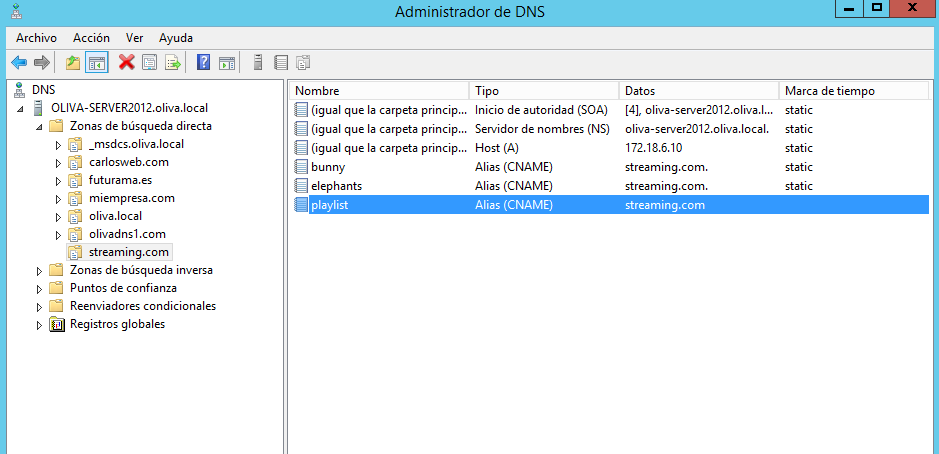 Administrador de DNS
Archivo Acción Ver Ayuda
DNS
OLIVA-SERVER2012.oliva.local
Zonas de búsqueda directa
_msdcs.oliva.local
carlosweb.com
futurama.es
miempresa.com
oliva.local
olivadns1.com
streaming.com
Zonas de búsqueda inversa
Puntos de confianza
Reenviadores condicionales
Registros globales
Nombre Tipo Datos Marca de tiempo
(igual que la carpeta princip... Inicio de autoridad (SOA) [4], oliva-server2012.oliva.l... static
(igual que la carpeta princip... Servidor de nombres (NS) oliva-server2012.oliva.local. static
(igual que la carpeta princip... Host (A) 172.18.6.10 static
bunny Alias (CNAME) streaming.com. static
elephants Alias (CNAME) streaming.com. static
playlist Alias (CNAME) streaming.com